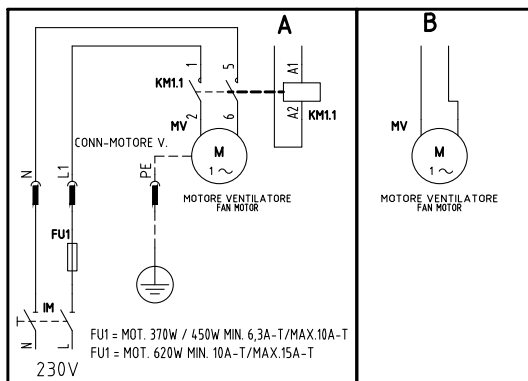 A
B
1
5
A1
KM1.1
A2
KM1.1
2
6
MV
MV
CONN-MOTORE V.
M
1 ~
M
1 ~
N
L1
PE
MOTORE VENTILATORE
FAN MOTOR
MOTORE VENTILATORE
FAN MOTOR
FU1
IM
FU1 = MOT. 370W / 450W MIN. 6,3A-T/MAX.10A-T
N
L
FU1 = MOT. 620W MIN. 10A-T/MAX.15A-T
230V